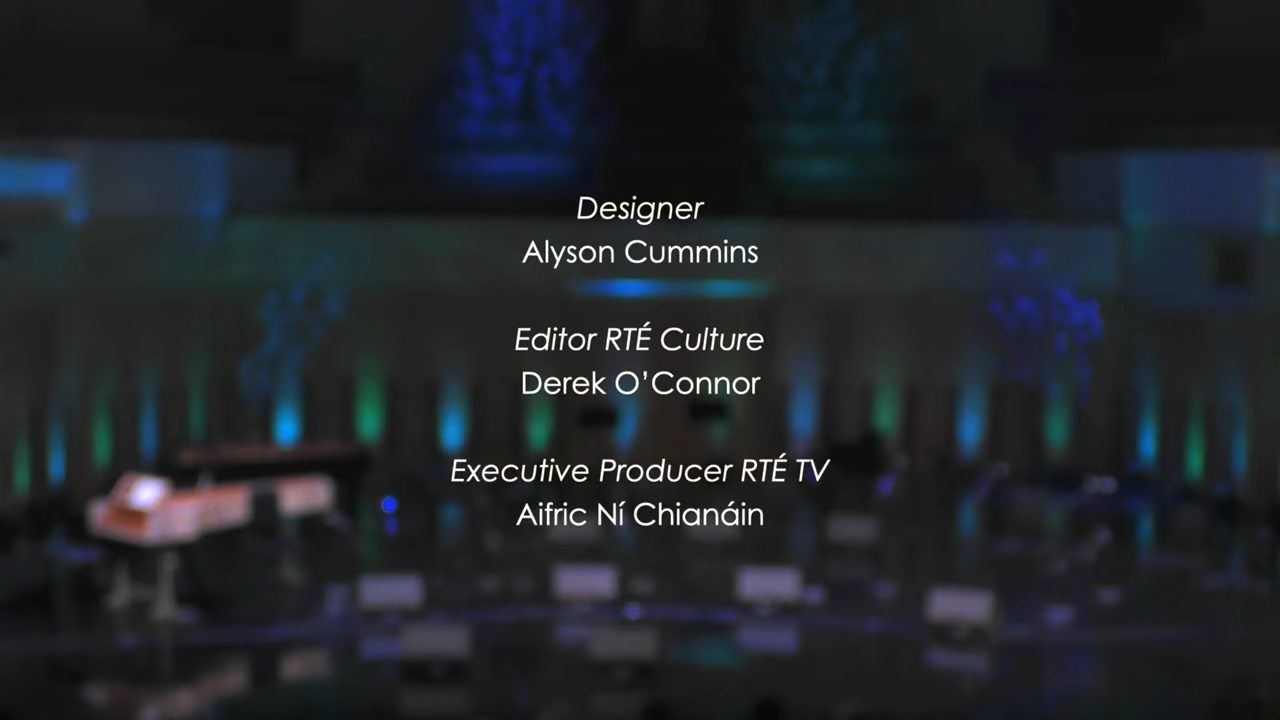 Designer
Alyson Cummins
Editor RTÉ Culture
Derek O’Connor
Executive Producer RTÉ TV
Aifric Ní Chianáin